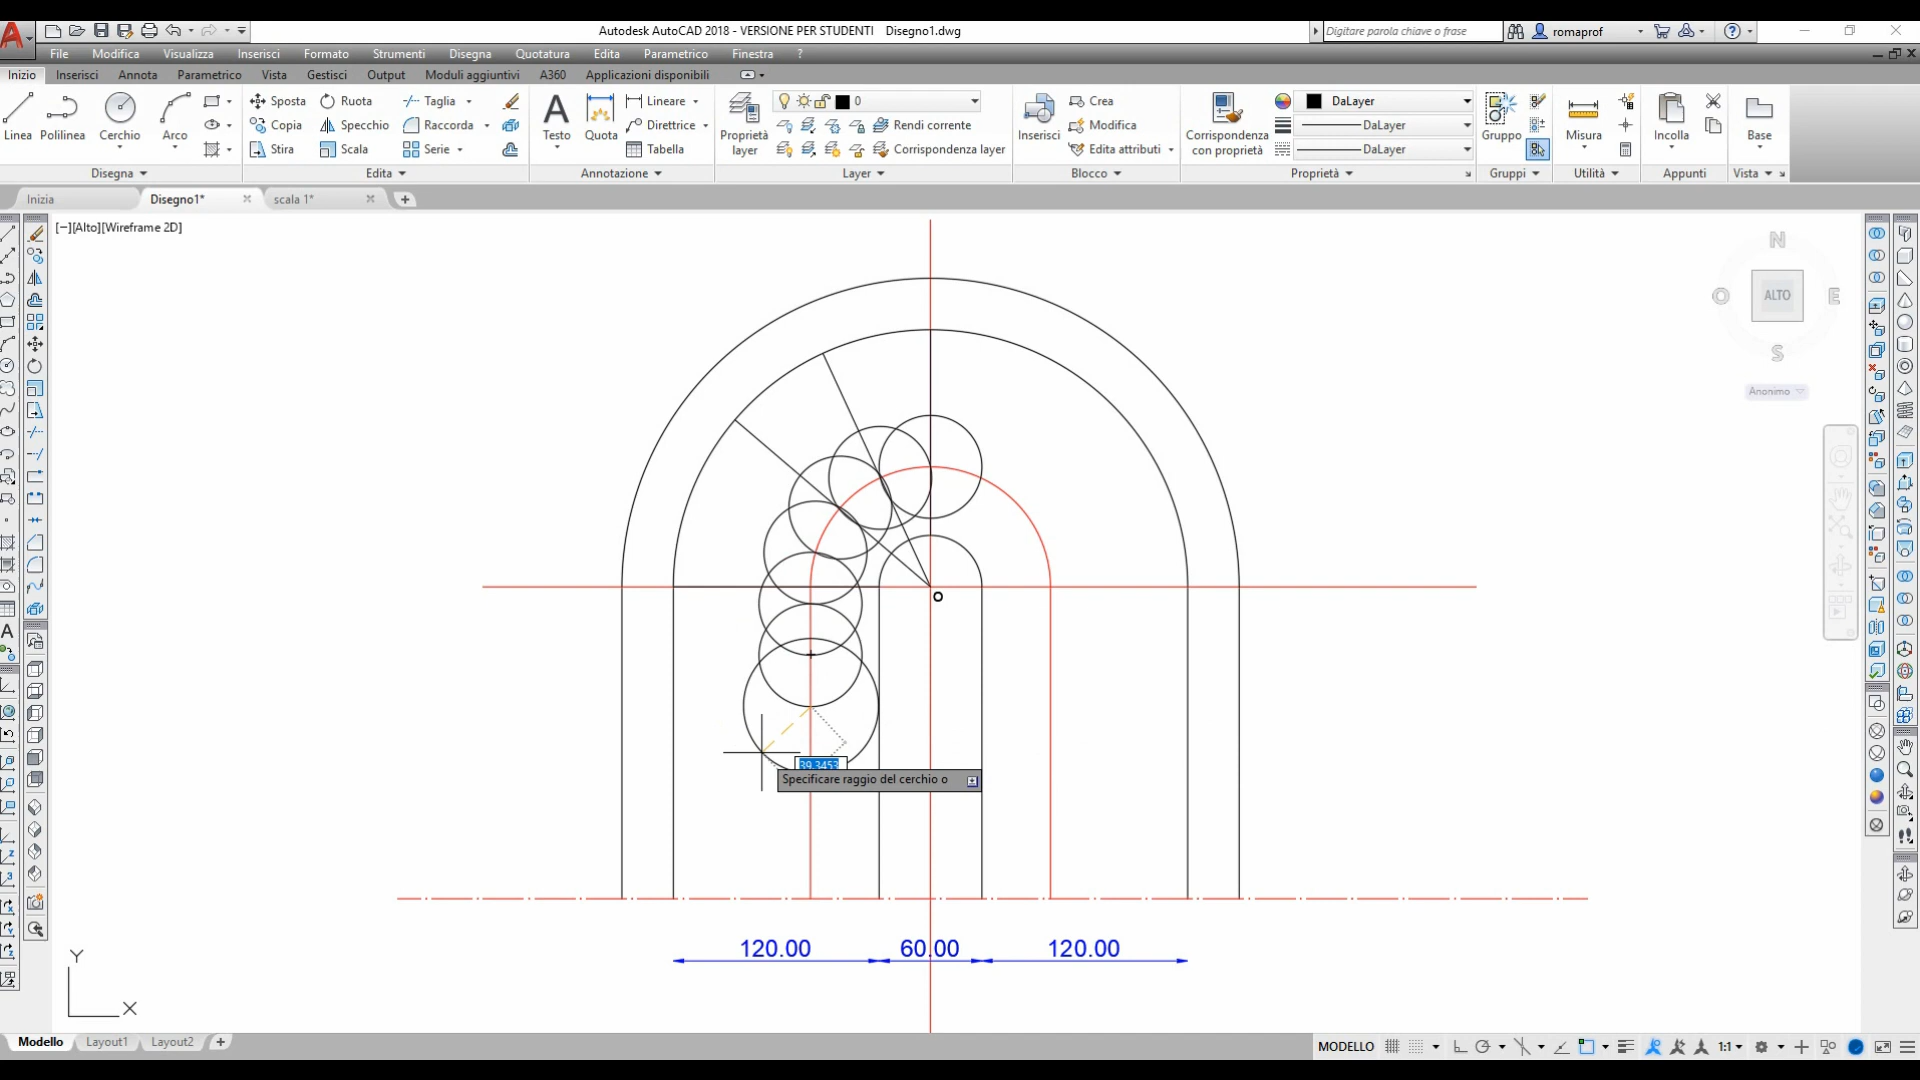 Autodesk AutoCAD 2018 - VERSIONE PER STUDENTI Disegno1.dwg
Digitare parola chiave o frase
romaprof
File Modifica Visualizza Inserisci Formato Strumenti Disegna Quotatura Edita Parametrico Finestra ?
Inizio Inserisci Annota Parametrico Vista Gestisci Output Moduli aggiuntivi A360 Applicazioni disponibili
Sposta Ruota Taglia Lineare 0 Crea DaLayer
Copia Specchio Raccorda Direttrice Rendi corrente Modifica DaLayer
Linea Polilinea Cerchio Arco Testo Quota Proprietà layer Inserisci Corrispondenza con proprietà Gruppo Misura Incolla Base
Stira Scala Serie Tabella Corrispondenza layer Edita attributi DaLayer
Disegna Edita Annotazione Layer Blocco Proprietà Gruppi Utilità Appunti Vista
Inizia Disegno1* scala 1*
[−][Alto][Wireframe 2D]
N
O ALTO E
S
Anonimo
O
39.3453
Specificare raggio del cerchio o
120.00 60.00 120.00
Y
X
Modello Layout1 Layout2 +
MODELLO 1:1